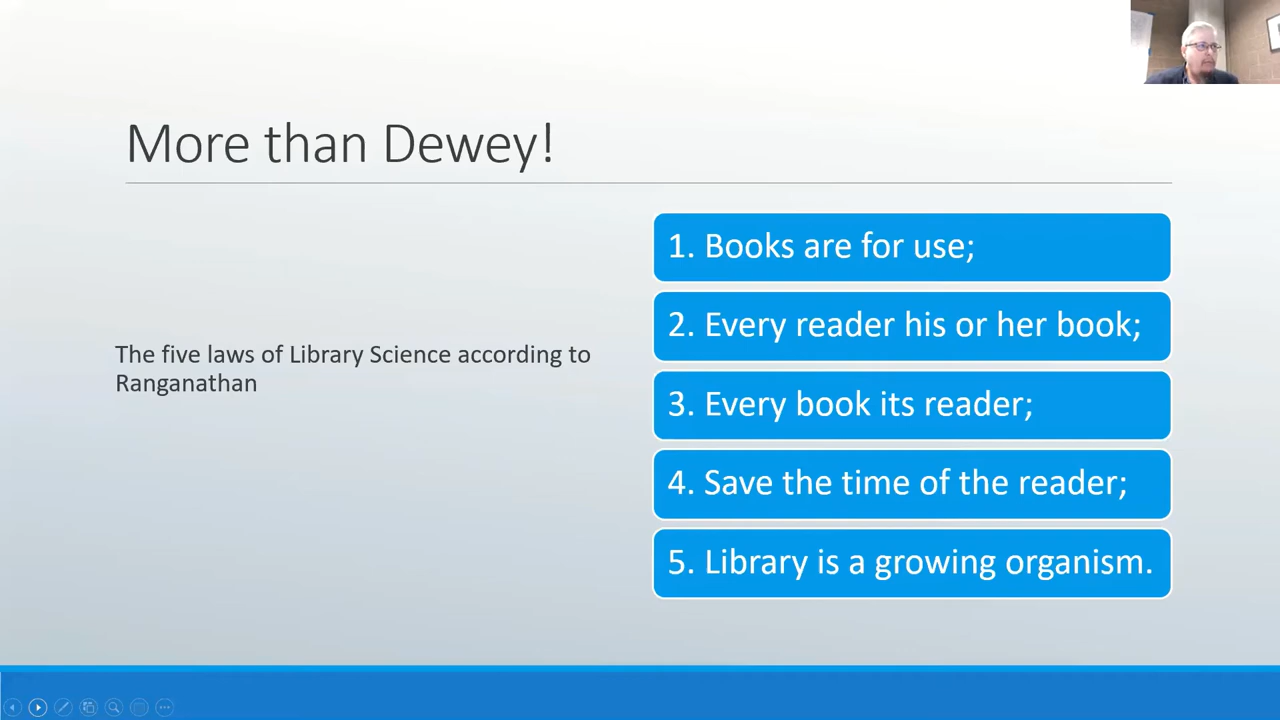 More than Dewey!
The five laws of Library Science according to
Ranganathan
1. Books are for use;
2. Every reader his or her book;
3. Every book its reader;
4. Save the time of the reader;
5. Library is a growing organism.